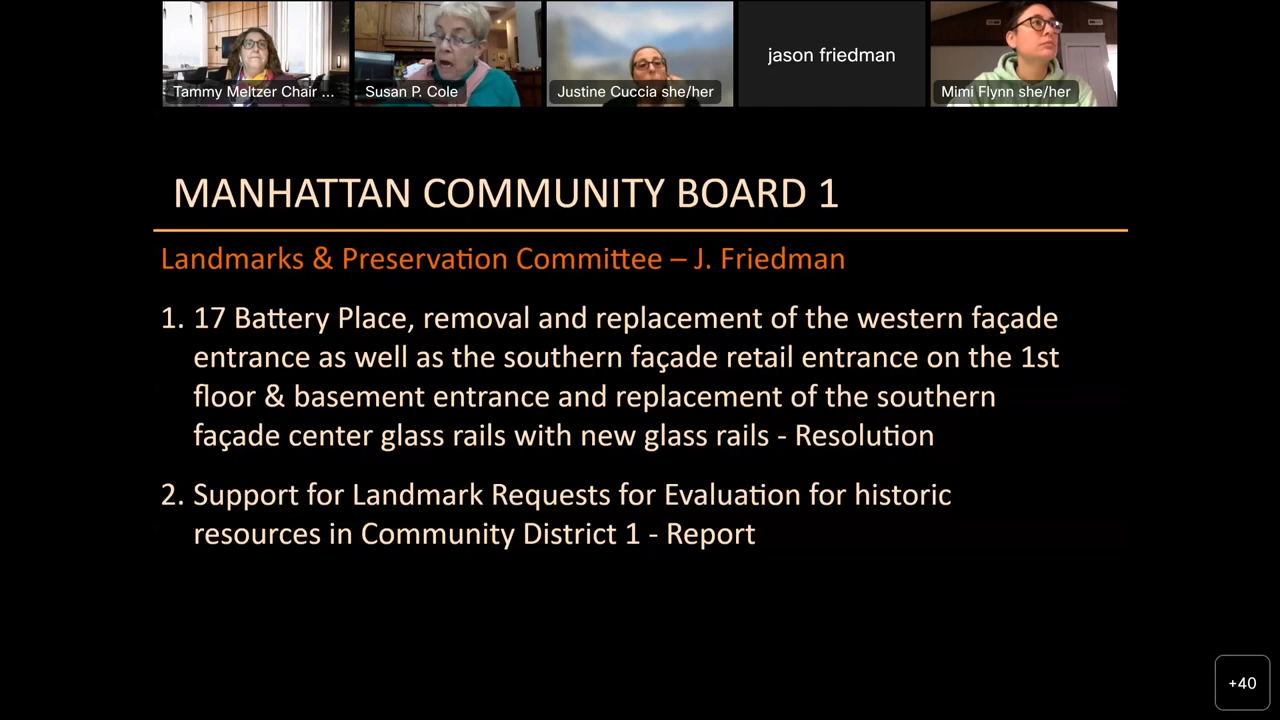 Tammy Meltzer Chair ...
Susan P. Cole
Justine Cuccia she/her
jason friedman
Mimi Flynn she/her
MANHATTAN COMMUNITY BOARD 1
Landmarks & Preservation Committee – J. Friedman
1. 17 Battery Place, removal and replacement of the western façade
entrance as well as the southern façade retail entrance on the 1st
floor & basement entrance and replacement of the southern
façade center glass rails with new glass rails - Resolution
2. Support for Landmark Requests for Evaluation for historic
resources in Community District 1 - Report
+40